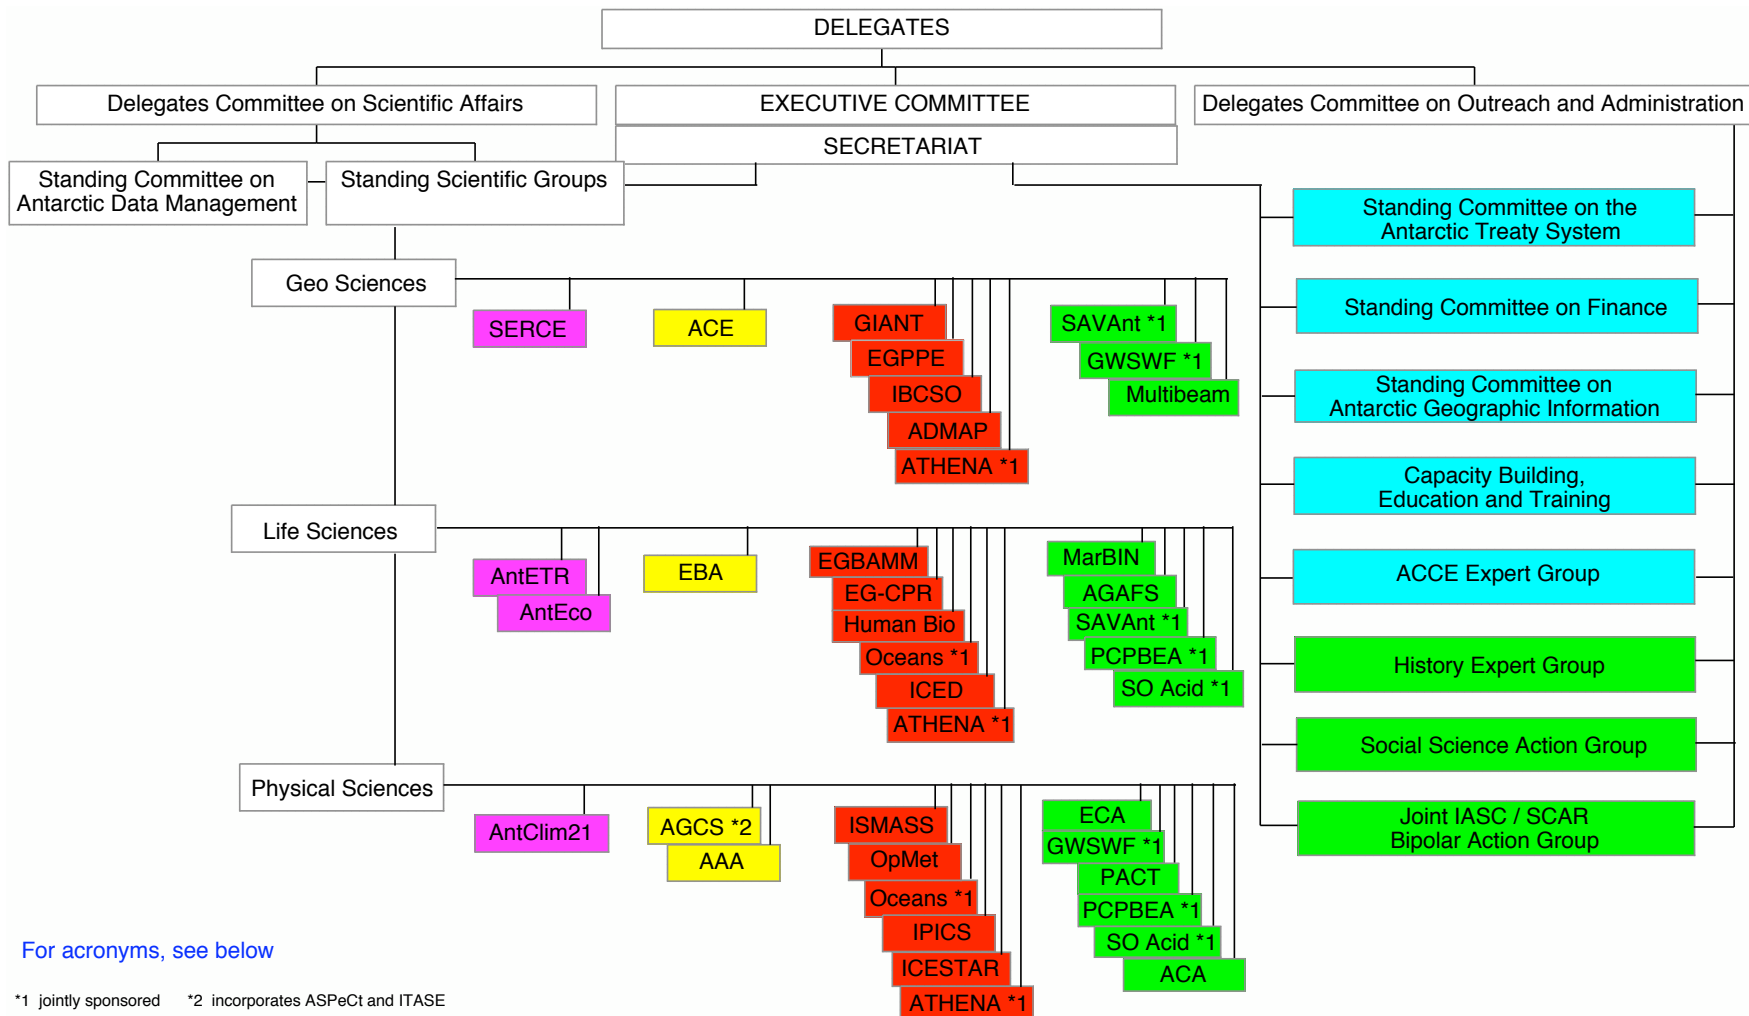 DELEGATES
Delegates Committee on Scientific Affairs
EXECUTIVE COMMITTEE
Delegates Committee on Outreach and Administration
SECRETARIAT
Standing Committee on
Antarctic Data Management
Standing Scientific Groups
Standing Committee on the
Antarctic Treaty System
Geo Sciences
SERCE
ACE
GIANT
EGPPE
IBCSO
ADMAP
ATHENA *1
SAVAnt *1
GWSWF *1
Multibeam
Standing Committee on Finance
Standing Committee on
Antarctic Geographic Information
Capacity Building,
Education and Training
Life Sciences
AntETR
AntEco
EBA
EGBAMM
EG-CPR
Human Bio
Oceans *1
ICED
ATHENA *1
MarBIN
AGAFS
SAVAnt *1
PCPBEA *1
SO Acid *1
ACCE Expert Group
History Expert Group
Social Science Action Group
Joint IASC / SCAR
Bipolar Action Group
Physical Sciences
AntClim21
AGCS *2
AAA
ISMASS
OpMet
Oceans *1
IPICS
ICESTAR
ATHENA *1
ECA
GWSWF *1
PACT
PCPBEA *1
SO Acid *1
ACA
For acronyms, see below
*1 jointly sponsored *2 incorporates ASPeCt and ITASE